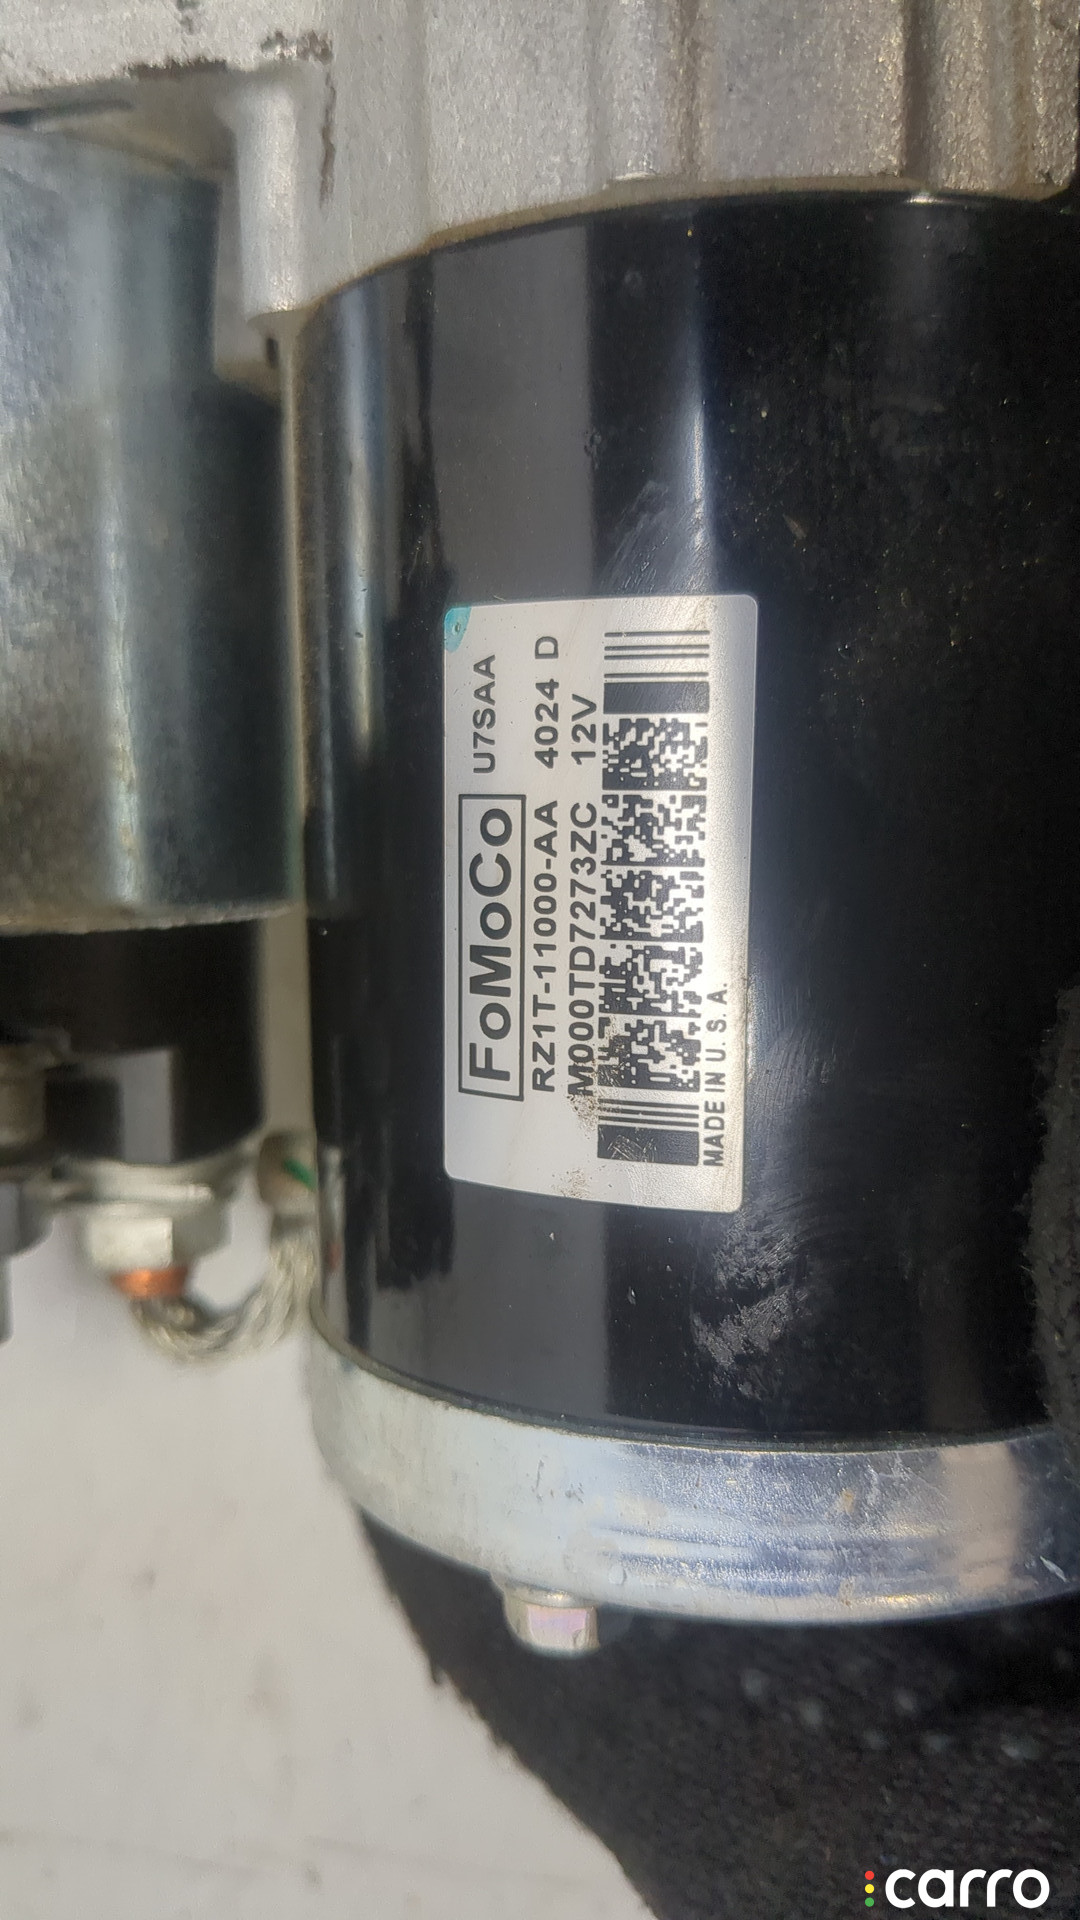 FoMoCo U7SAA
RZ1T-11000-AA 4024 D
M000TD7273ZC 12V
MADE IN U.S.A.
carro